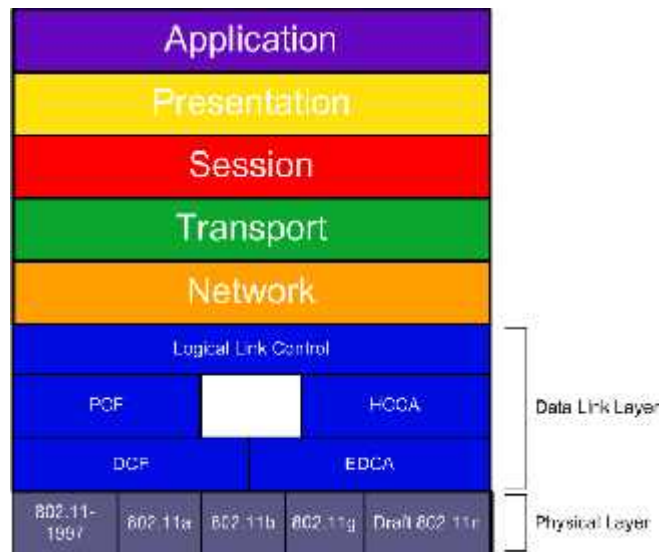 Application
Presentation
Session
Transport
Network
Logical Link Control
PCF HCCA
Data Link Layer
DCF EDCA
802.11-
1997
802.11a 802.11b 802.11g Draft 802.11n
Physical Layer